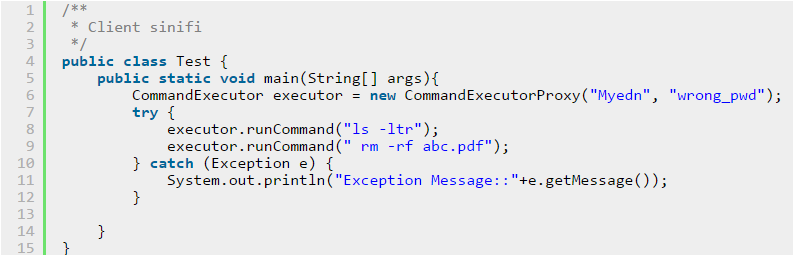 1 /**
2  * Client sinifi
3  */
4 public class Test {
5     public static void main(String[] args){
6         CommandExecutor executor = new CommandExecutorProxy("Myedn", "wrong_pwd");
7         try {
8             executor.runCommand("ls -ltr");
9             executor.runCommand(" rm -rf abc.pdf");
10         } catch (Exception e) {
11             System.out.println("Exception Message::"+e.getMessage());
12         }
13
14     }
15 }